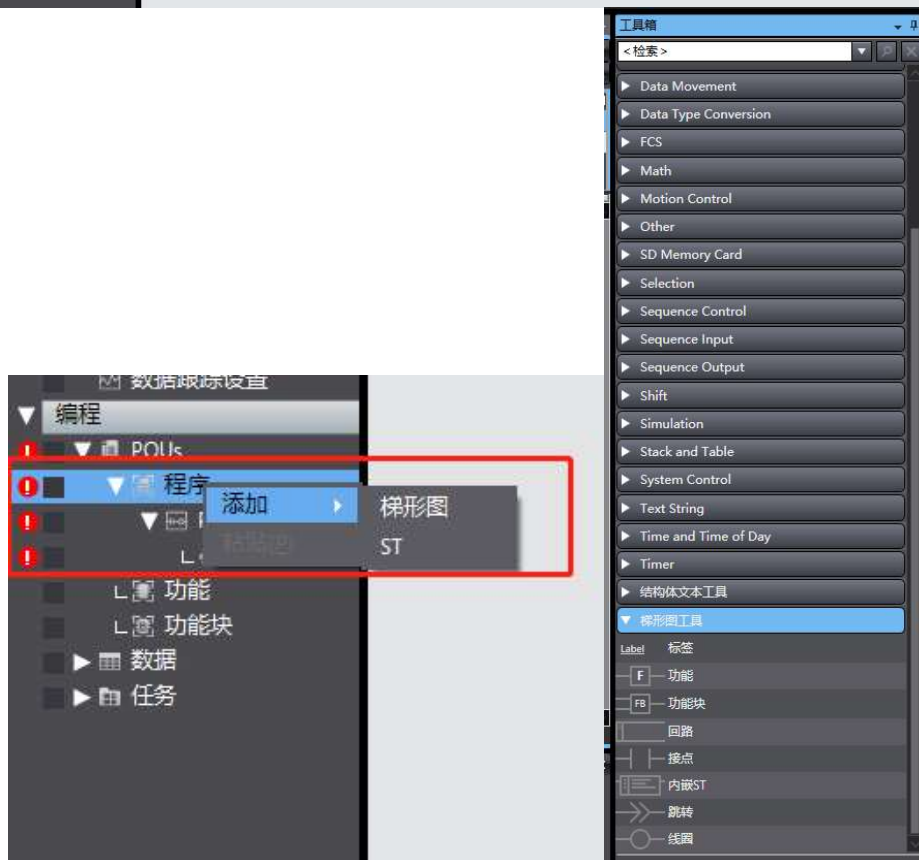 工具箱
<检索>
Data Movement
Data Type Conversion
FCS
Math
Motion Control
Other
SD Memory Card
Selection
Sequence Control
Sequence Input
Sequence Output
Shift
Simulation
Stack and Table
System Control
Text String
Time and Time of Day
Timer
结构体文本工具
梯形图工具
Label 标签
F 功能
FB 功能块
回路
接点
内嵌ST
跳转
线圈
数据跟踪设置
编程
POUs
程序
添加
梯形图
ST
功能
功能块
数据
任务